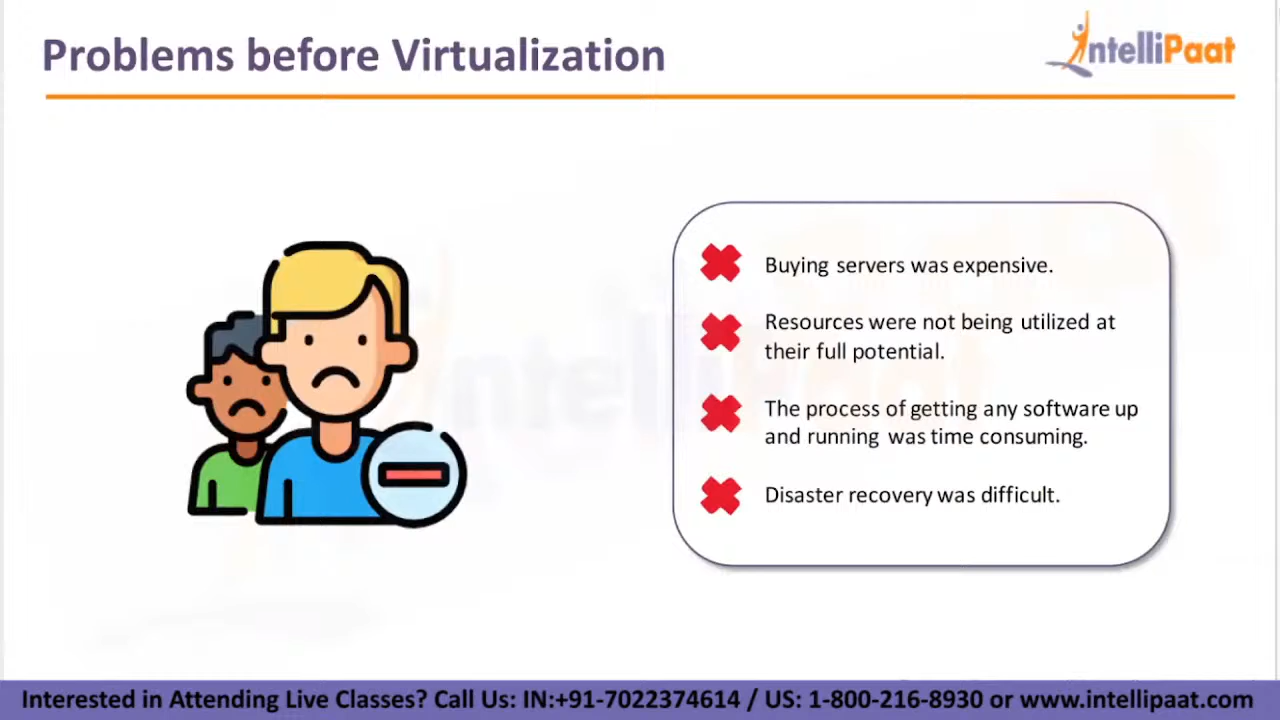 Problems before Virtualization
IntelliPaat
Buying servers was expensive.
Resources were not being utilized at
their full potential.
The process of getting any software up
and running was time consuming.
Disaster recovery was difficult.
Interested in Attending Live Classes? Call Us: IN:+91-7022374614 / US: 1-800-216-8930 or www.intellipaat.com